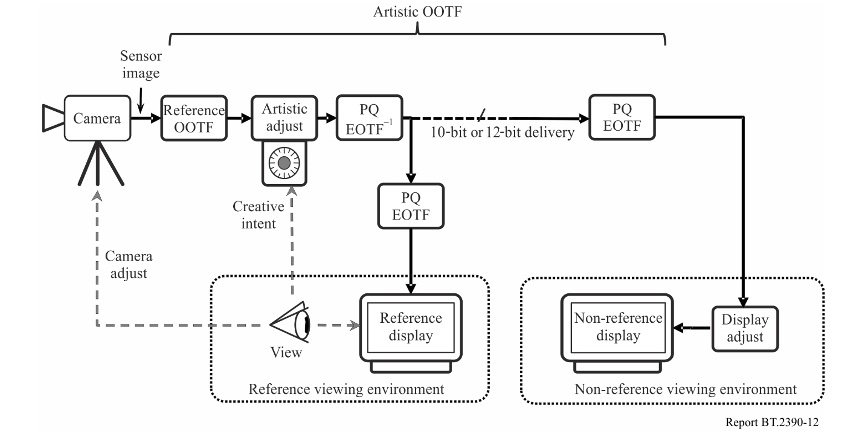 Artistic OOTF
Sensor
image
Camera
Reference
OOTF
Artistic
adjust
PQ
EOTF⁻¹
10-bit or 12-bit delivery
PQ
EOTF
PQ
EOTF
Creative
intent
Camera
adjust
View
Reference
display
Reference viewing environment
Non-reference
display
Display
adjust
Non-reference viewing environment
Report BT.2390-12